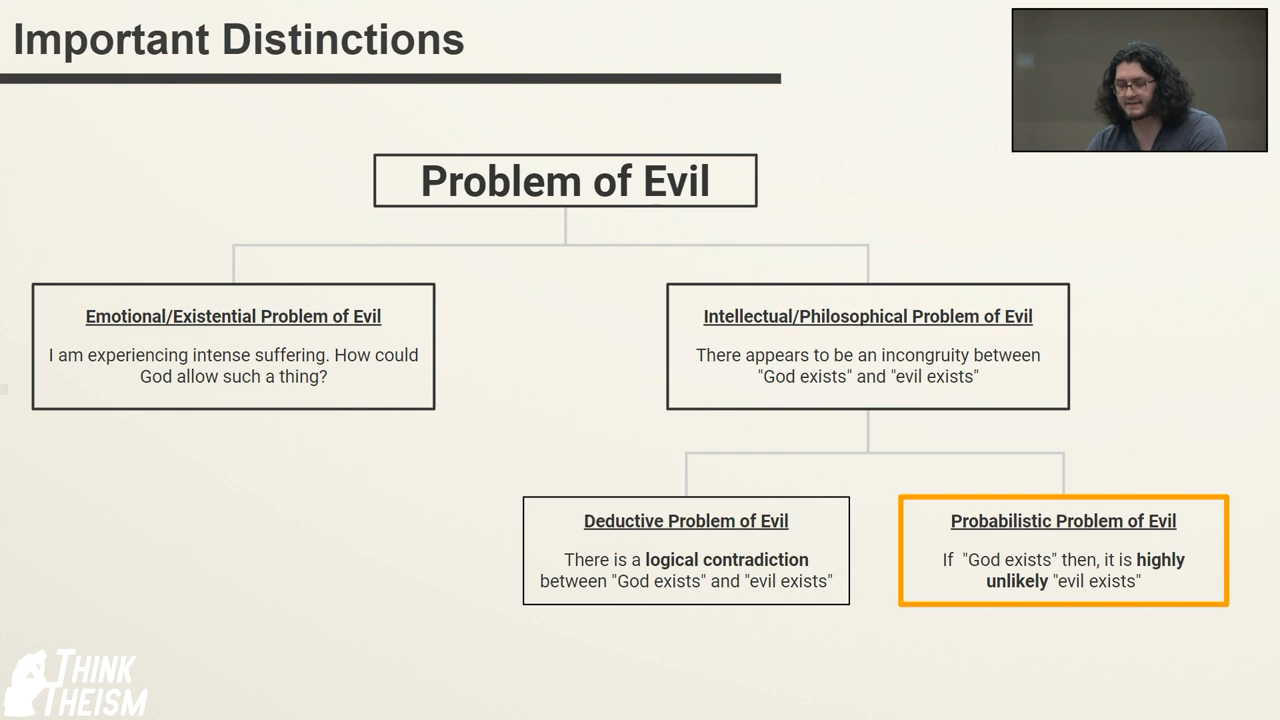 Important Distinctions
Problem of Evil
Emotional/Existential Problem of Evil
I am experiencing intense suffering. How could
God allow such a thing?
Intellectual/Philosophical Problem of Evil
There appears to be an incongruity between
"God exists" and "evil exists"
Deductive Problem of Evil
There is a logical contradiction
between "God exists" and "evil exists"
Probabilistic Problem of Evil
If "God exists" then, it is highly
unlikely "evil exists"
THINK
THEISM